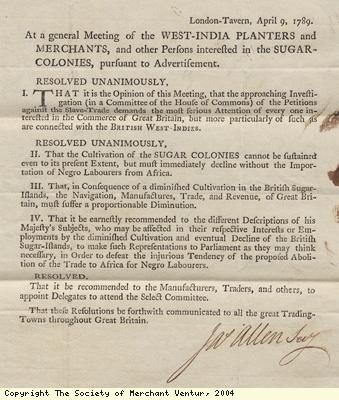 London-Tavern, April 9, 1789.
At a general Meeting of the WEST-INDIA PLANTERS and
MERCHANTS, and other Persons interested in the SUGAR-
COLONIES, pursuant to Advertisement.
RESOLVED UNANIMOUSLY,
I. THAT it is the Opinion of this Meeting, that the approaching Investi-
gation (in a Committee of the House of Commons) of the Petitions
against the Slave-Trade demands the most serious Attention of every one in-
terested in the Commerce of Great Britain, but more particularly of such as
are connected with the BRITISH WEST-INDIES.
RESOLVED UNANIMOUSLY,
II. That the Cultivation of the SUGAR COLONIES cannot be sustained
even to its present Extent, but must immediately decline without the Impor-
tation of Negro Labourers from Africa.
III. That, in Consequence of a diminished Cultivation in the British Sugar-
Islands, the Navigation, Manufactures, Trade, and Revenue, of Great Bri-
tain, must suffer a proportionable Diminution.
IV. That it be earnestly recommended to the different Descriptions of his
Majesty's Subjects, who may be affected in their respective Interests or Em-
ployments by the diminished Cultivation and eventual Decline of the British
Sugar-Islands, to make such Representations to Parliament as they may think
necessary, in Order to defeat the injurious Tendency of the proposed Aboli-
tion of the Trade to Africa for Negro Labourers.
RESOLVED.
That it be recommended to the Manufacturers, Traders, and others, to
appoint Delegates to attend the Select Committee.
That these Resolutions be forthwith communicated to all the great Trading-
Towns throughout Great Britain.
Jas Allen Secy
Copyright The Society of Merchant Ventur, 2004